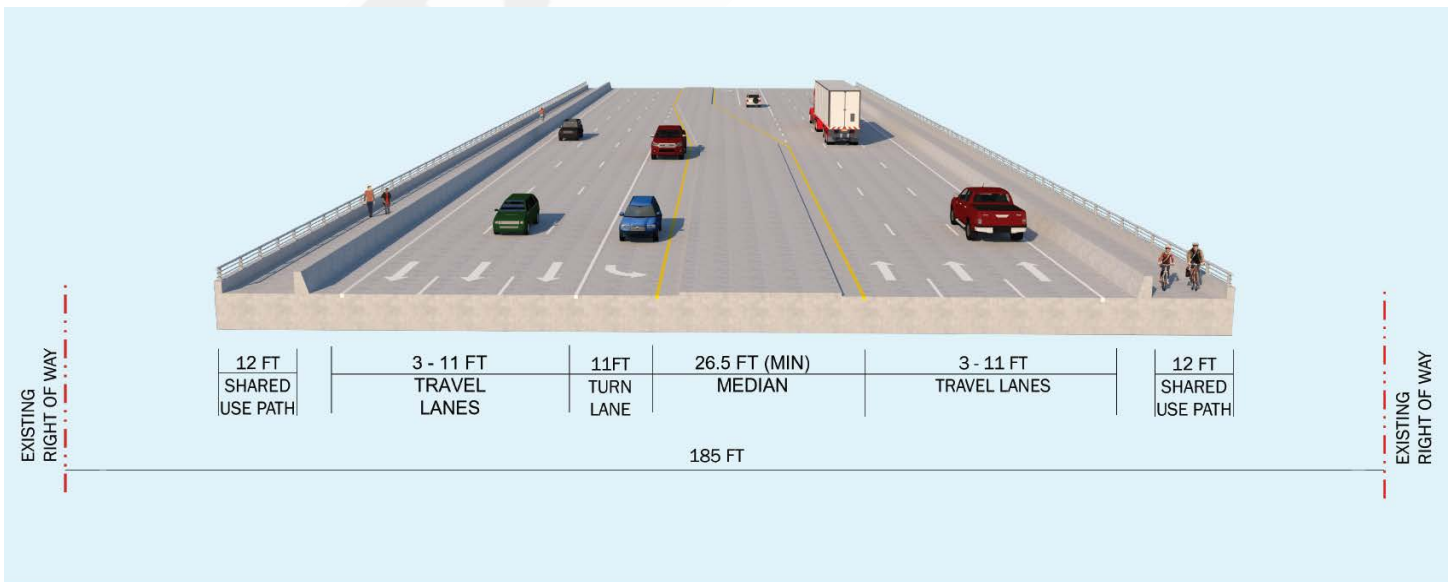 12 FT
SHARED
USE PATH
3 - 11 FT
TRAVEL
LANES
11FT
TURN
LANE
26.5 FT (MIN)
MEDIAN
3 - 11 FT
TRAVEL LANES
12 FT
SHARED
USE PATH
EXISTING
RIGHT OF WAY
185 FT
EXISTING
RIGHT OF WAY